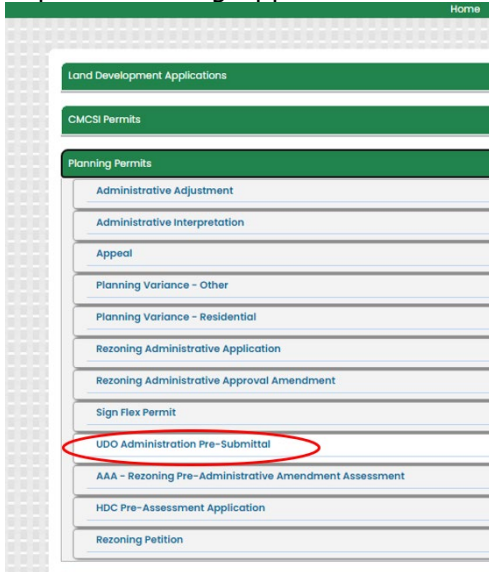 Home
Land Development Applications
CMCSI Permits
Planning Permits
Administrative Adjustment
Administrative Interpretation
Appeal
Planning Variance - Other
Planning Variance - Residential
Rezoning Administrative Application
Rezoning Administrative Approval Amendment
Sign Flex Permit
UDO Administration Pre-Submittal
AAA - Rezoning Pre-Administrative Amendment Assessment
HDC Pre-Assessment Application
Rezoning Petition